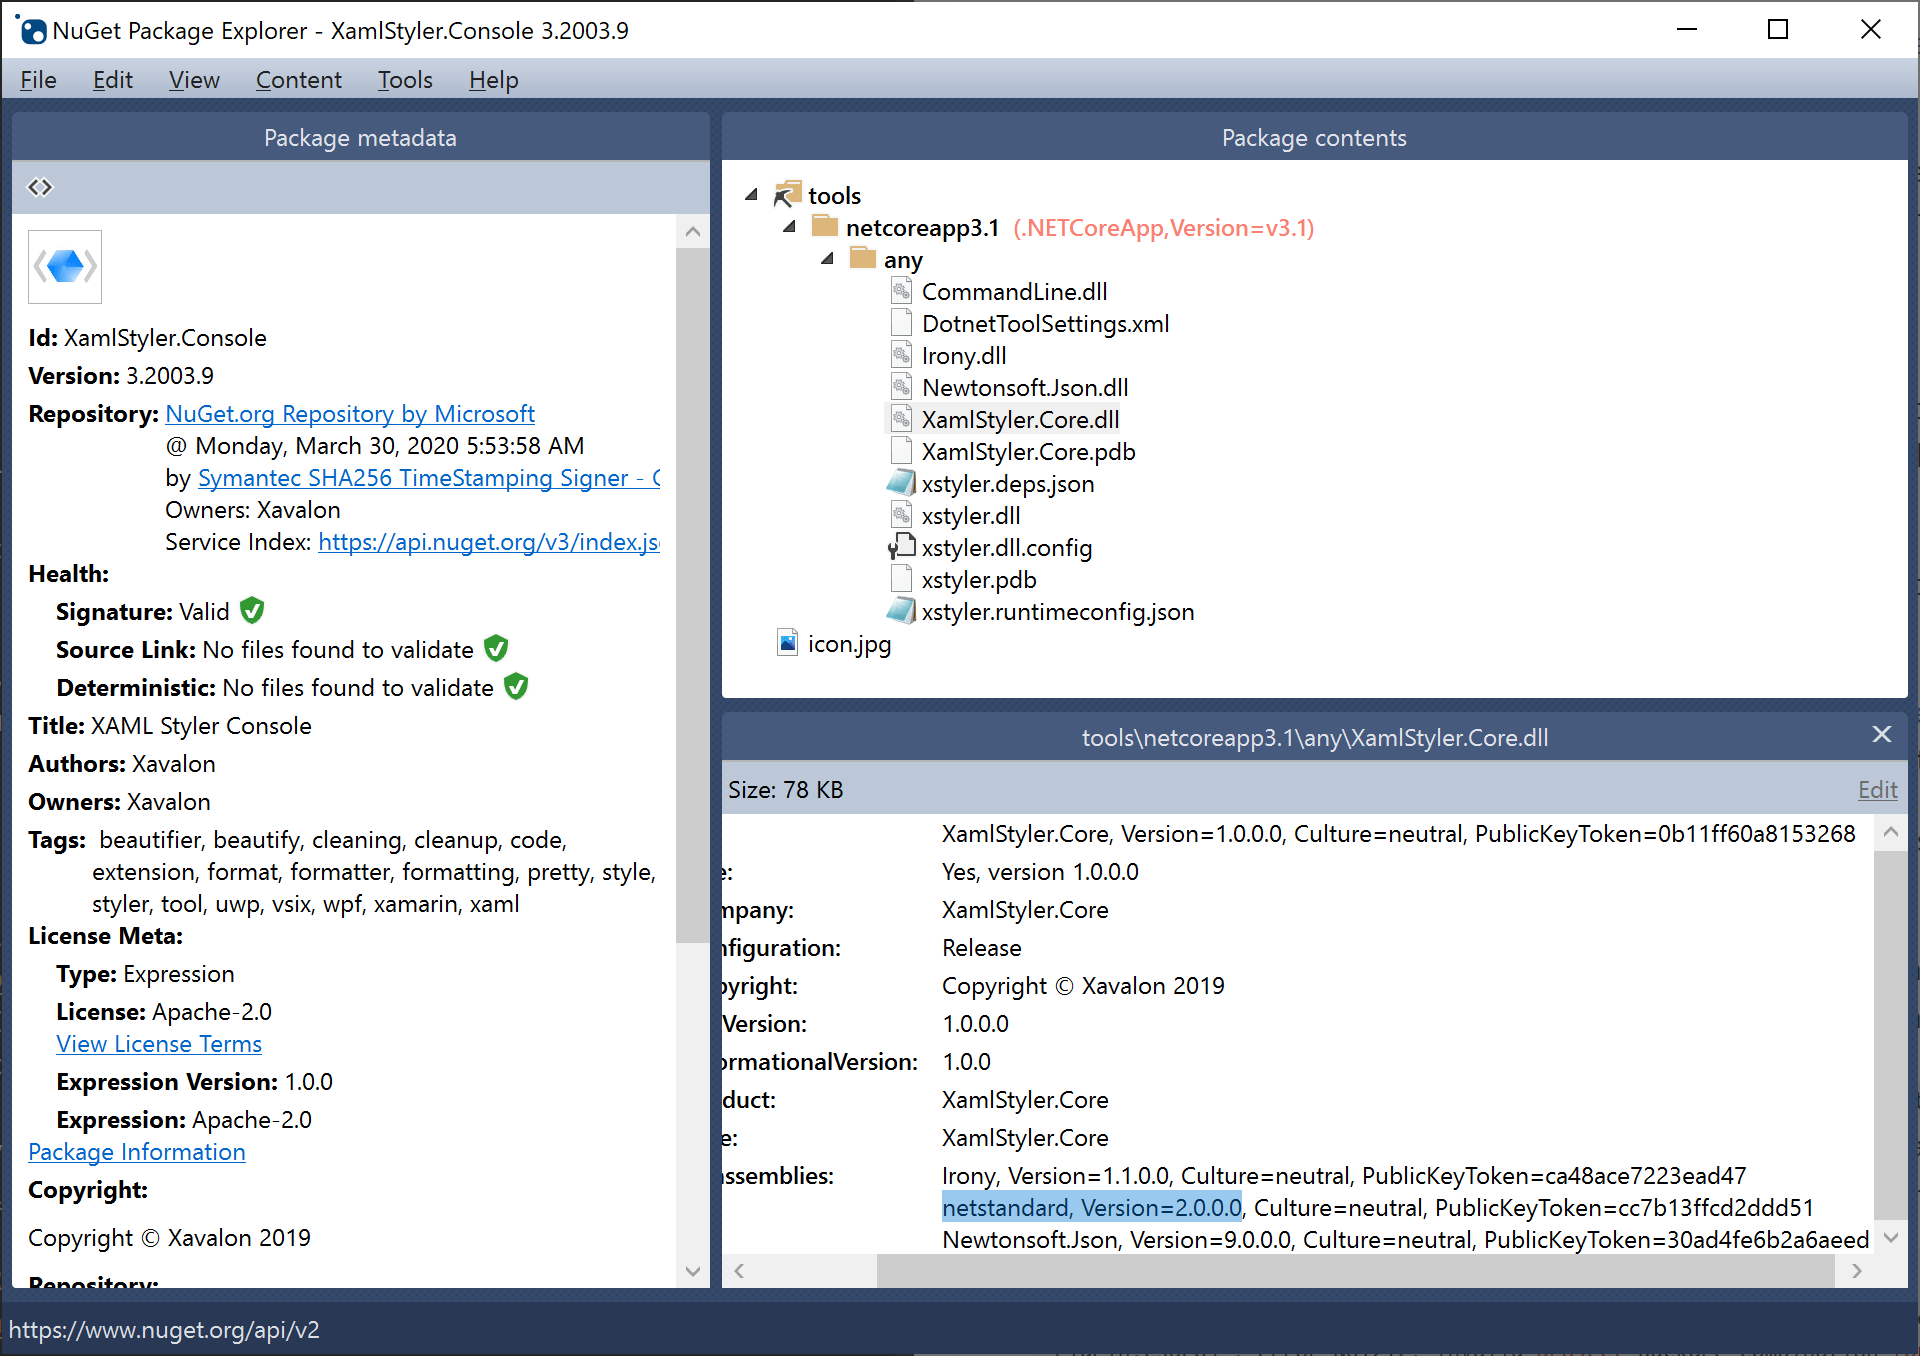 NuGet Package Explorer - XamlStyler.Console 3.2003.9
File Edit View Content Tools Help
Package metadata
Id: XamlStyler.Console
Version: 3.2003.9
Repository: NuGet.org Repository by Microsoft
@ Monday, March 30, 2020 5:53:58 AM
by Symantec SHA256 TimeStamping Signer -
Owners: Xavalon
Service Index: https://api.nuget.org/v3/index.js
Health:
Signature: Valid
Source Link: No files found to validate
Deterministic: No files found to validate
Title: XAML Styler Console
Authors: Xavalon
Owners: Xavalon
Tags: beautifier, beautify, cleaning, cleanup, code,
extension, format, formatter, formatting, pretty, style,
styler, tool, uwp, vsix, wpf, xamarin, xaml
License Meta:
Type: Expression
License: Apache-2.0
View License Terms
Expression Version: 1.0.0
Expression: Apache-2.0
Package Information
Copyright:
Copyright © Xavalon 2019
Repository:
Package contents
tools
netcoreapp3.1 (.NETCoreApp,Version=v3.1)
any
CommandLine.dll
DotnetToolSettings.xml
Irony.dll
Newtonsoft.Json.dll
XamlStyler.Core.dll
XamlStyler.Core.pdb
xstyler.deps.json
xstyler.dll
xstyler.dll.config
xstyler.pdb
xstyler.runtimeconfig.json
icon.jpg
tools\netcoreapp3.1\any\XamlStyler.Core.dll
Size: 78 KB Edit
XamlStyler.Core, Version=1.0.0.0, Culture=neutral, PublicKeyToken=0b11ff60a8153268
e: Yes, version 1.0.0.0
mpany: XamlStyler.Core
nfiguration: Release
pyright: Copyright © Xavalon 2019
Version: 1.0.0.0
ormationalVersion: 1.0.0
duct: XamlStyler.Core
e: XamlStyler.Core
ssemblies: Irony, Version=1.1.0.0, Culture=neutral, PublicKeyToken=ca48ace7223ead47
netstandard, Version=2.0.0.0, Culture=neutral, PublicKeyToken=cc7b13ffcd2ddd51
Newtonsoft.Json, Version=9.0.0.0, Culture=neutral, PublicKeyToken=30ad4fe6b2a6aeed
https://www.nuget.org/api/v2